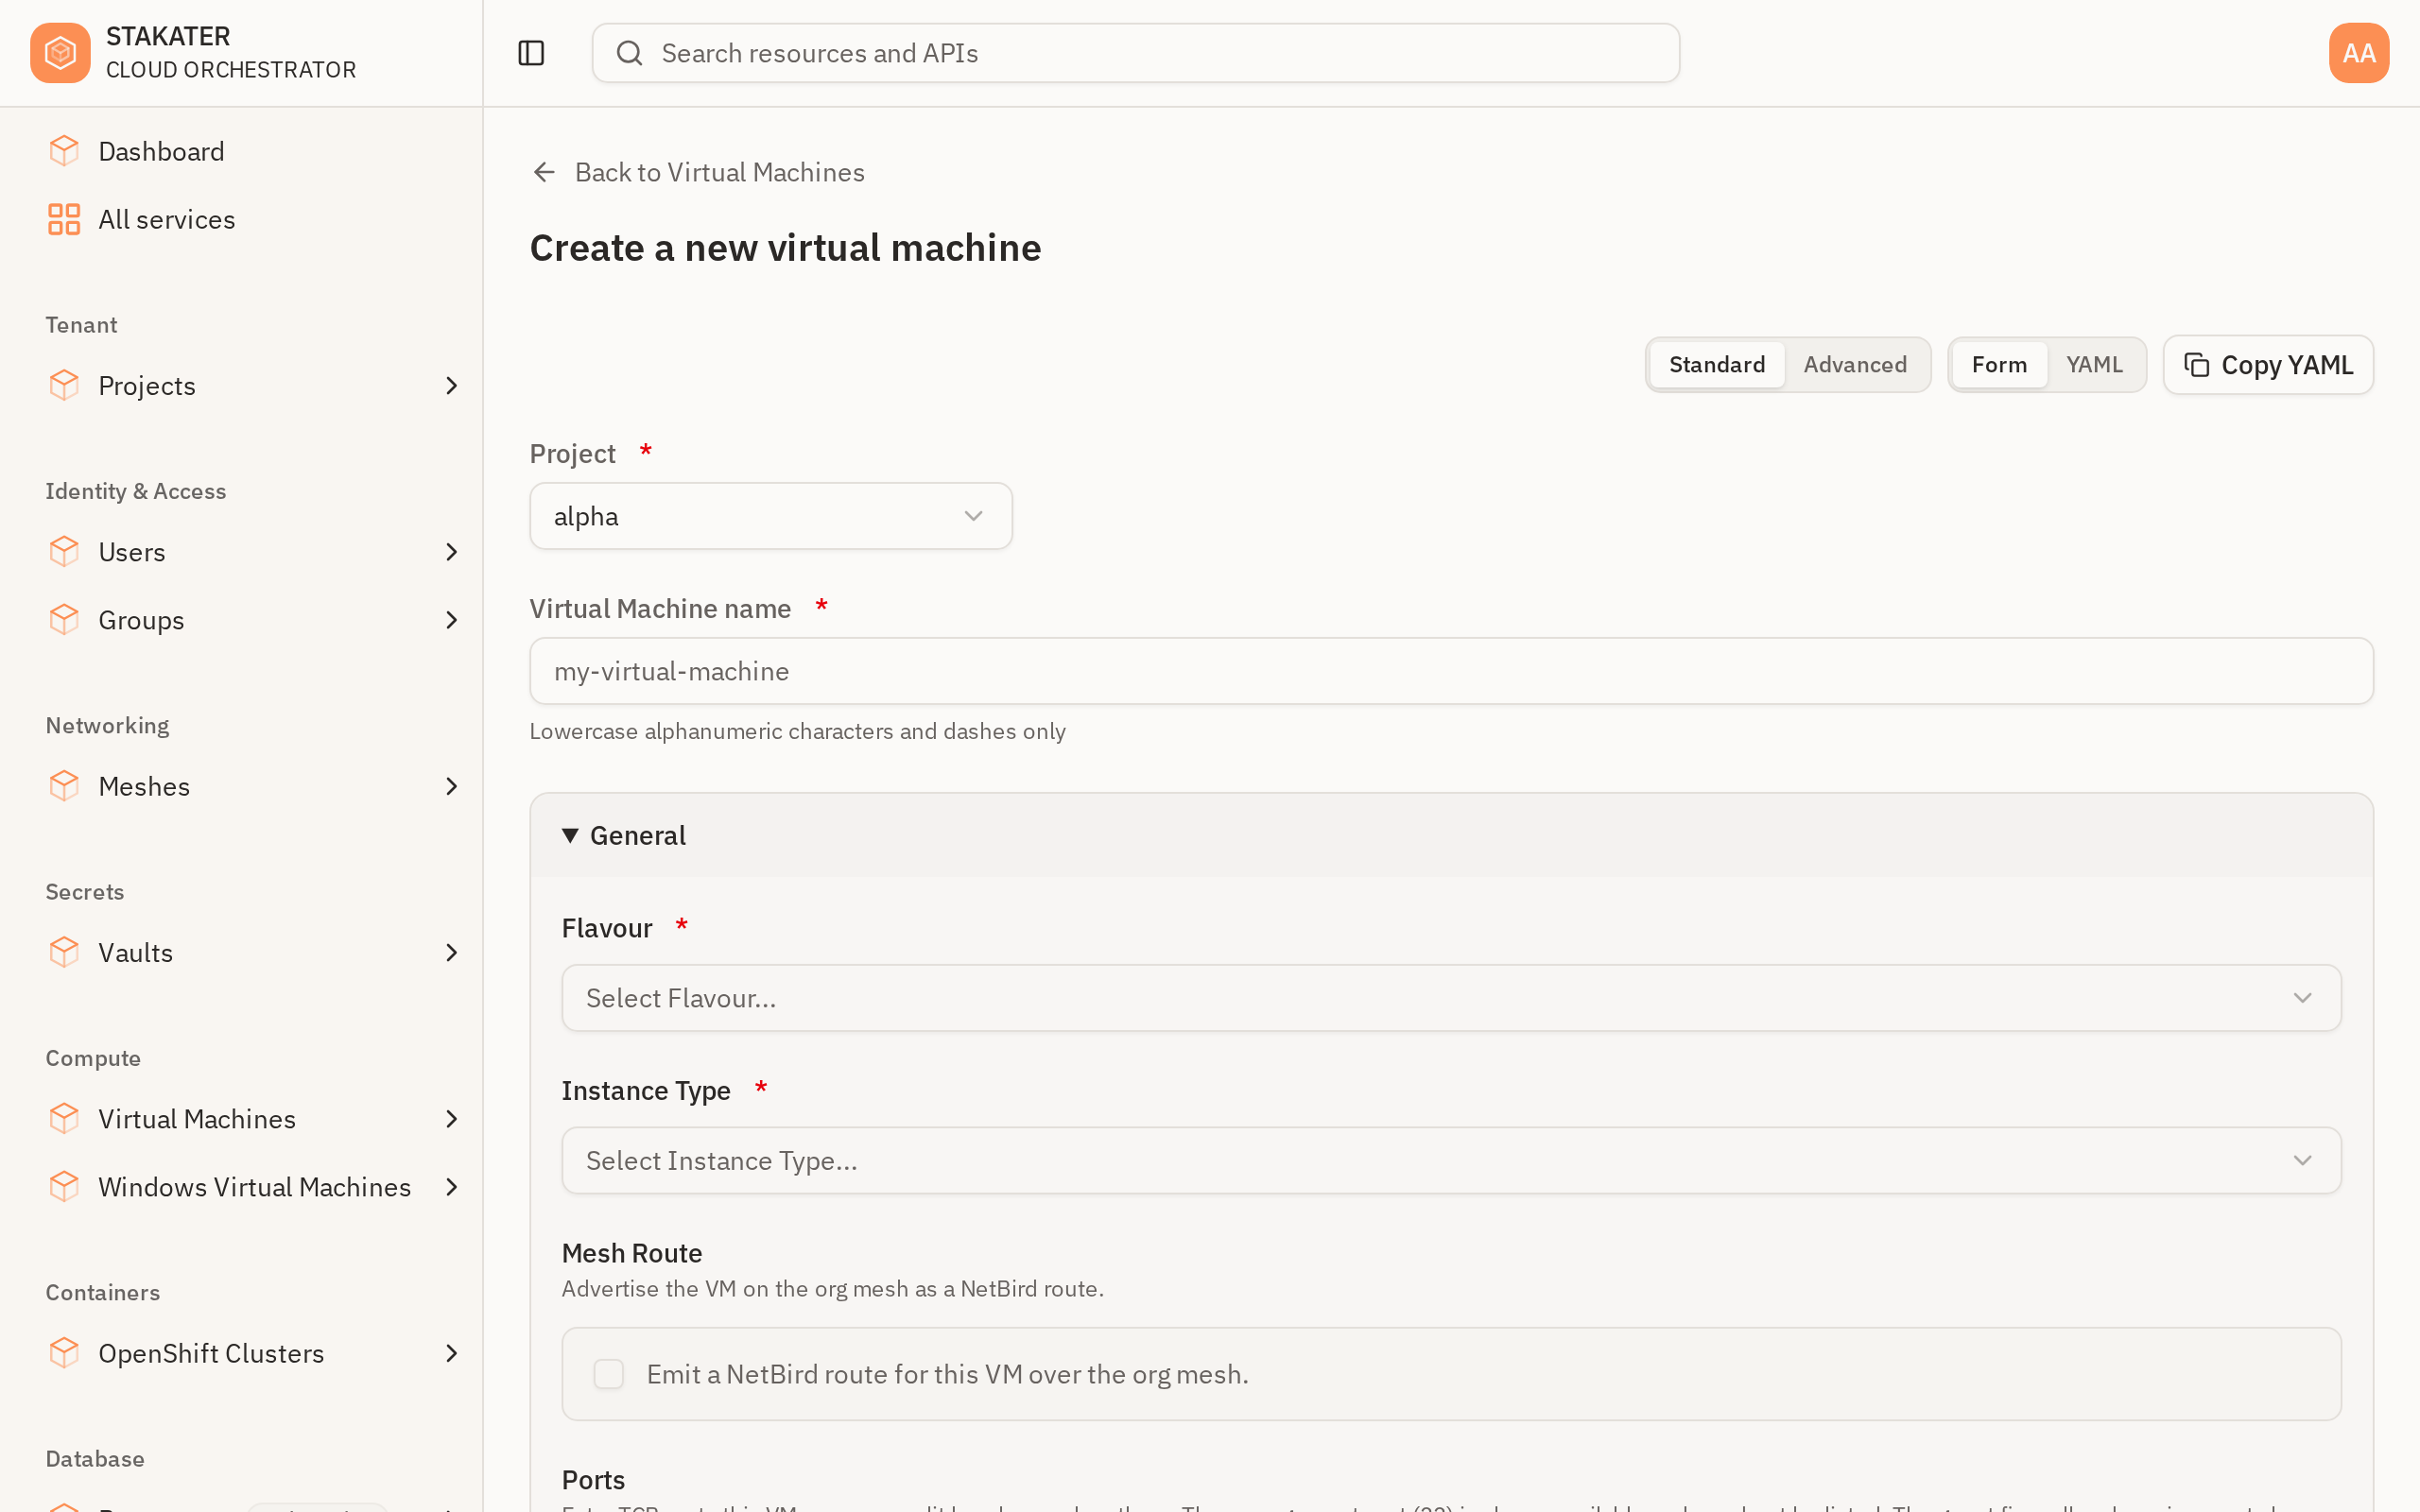 STAKATER
CLOUD ORCHESTRATOR
Search resources and APIs
AA
Dashboard
All services
Tenant
Projects
Identity & Access
Users
Groups
Networking
Meshes
Secrets
Vaults
Compute
Virtual Machines
Windows Virtual Machines
Containers
OpenShift Clusters
Database
Back to Virtual Machines
Create a new virtual machine
Standard
Advanced
Form
YAML
Copy YAML
Project *
alpha
Virtual Machine name *
my-virtual-machine
Lowercase alphanumeric characters and dashes only
General
Flavour *
Select Flavour...
Instance Type *
Select Instance Type...
Mesh Route
Advertise the VM on the org mesh as a NetBird route.
Emit a NetBird route for this VM over the org mesh.
Ports